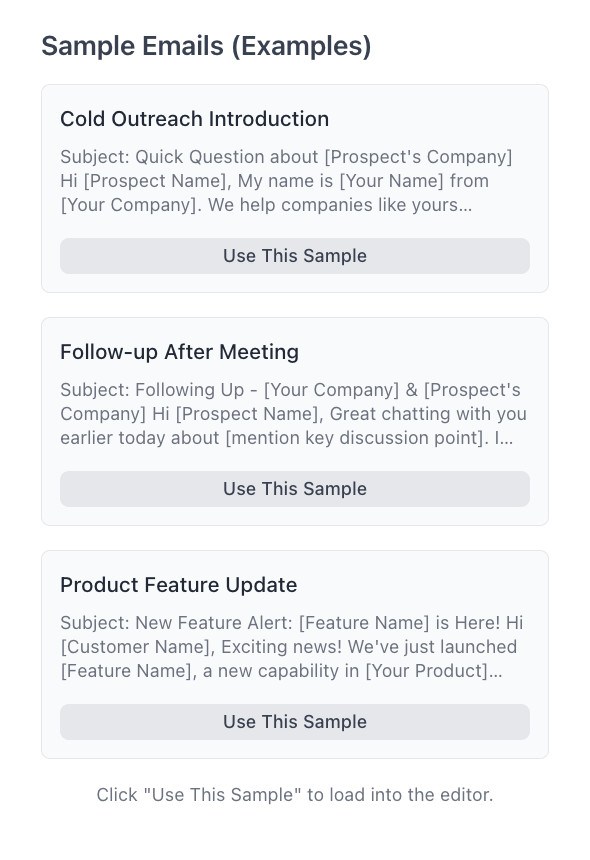 Sample Emails (Examples)
Cold Outreach Introduction
Subject: Quick Question about [Prospect's Company]
Hi [Prospect Name], My name is [Your Name] from
[Your Company]. We help companies like yours...
Use This Sample
Follow-up After Meeting
Subject: Following Up - [Your Company] & [Prospect's
Company] Hi [Prospect Name], Great chatting with you
earlier today about [mention key discussion point]. I...
Use This Sample
Product Feature Update
Subject: New Feature Alert: [Feature Name] is Here! Hi
[Customer Name], Exciting news! We've just launched
[Feature Name], a new capability in [Your Product]...
Use This Sample
Click "Use This Sample" to load into the editor.